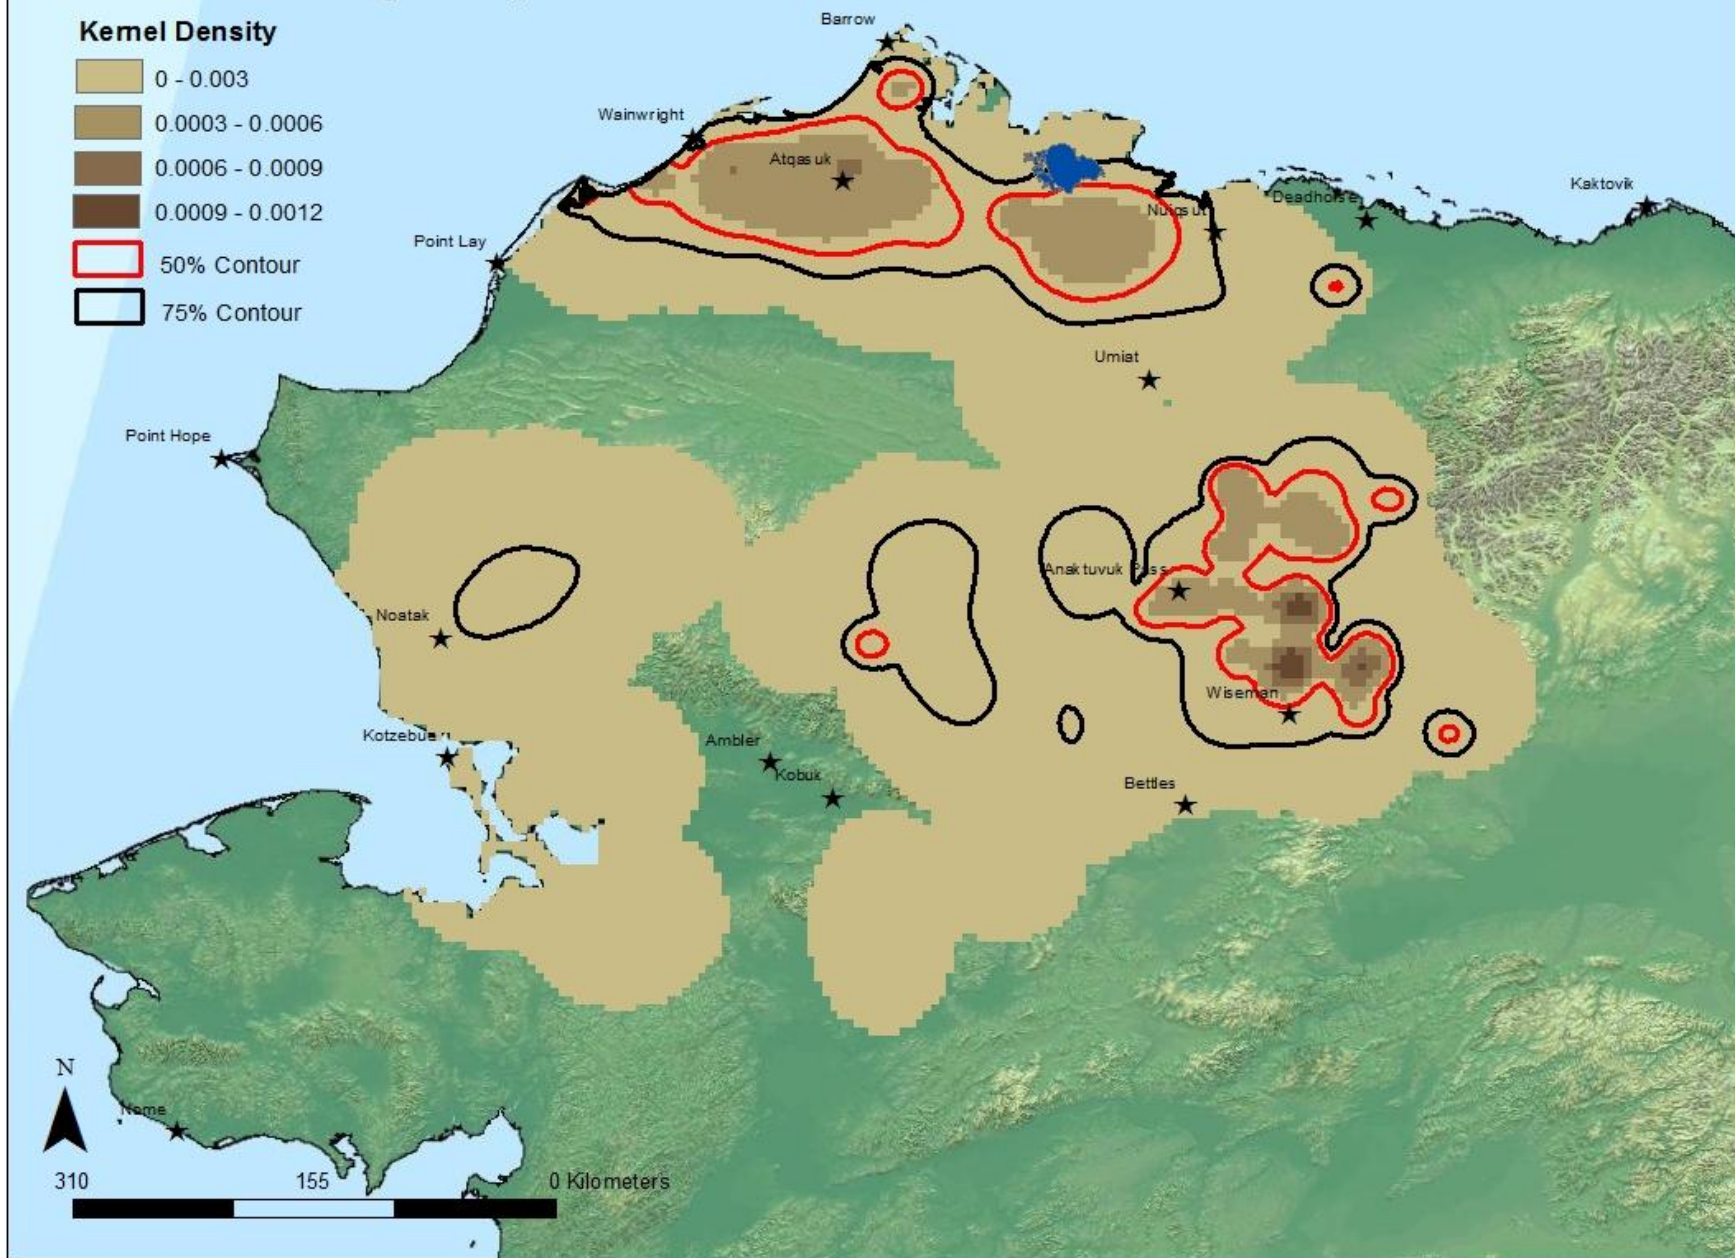 Kernel Density
0 - 0.003
0.0003 - 0.0006
0.0006 - 0.0009
0.0009 - 0.0012
50% Contour
75% Contour
Barrow
Wainwright
Atqasuk
Kaktovik
Deadhorse
Nuiqsut
Point Lay
Umiat
Point Hope
Anaktuvuk Pass
Noatak
Wiseman
Kotzebue
Ambler
Kobuk
Bettles
N
Nome
310 155 0 Kilometers